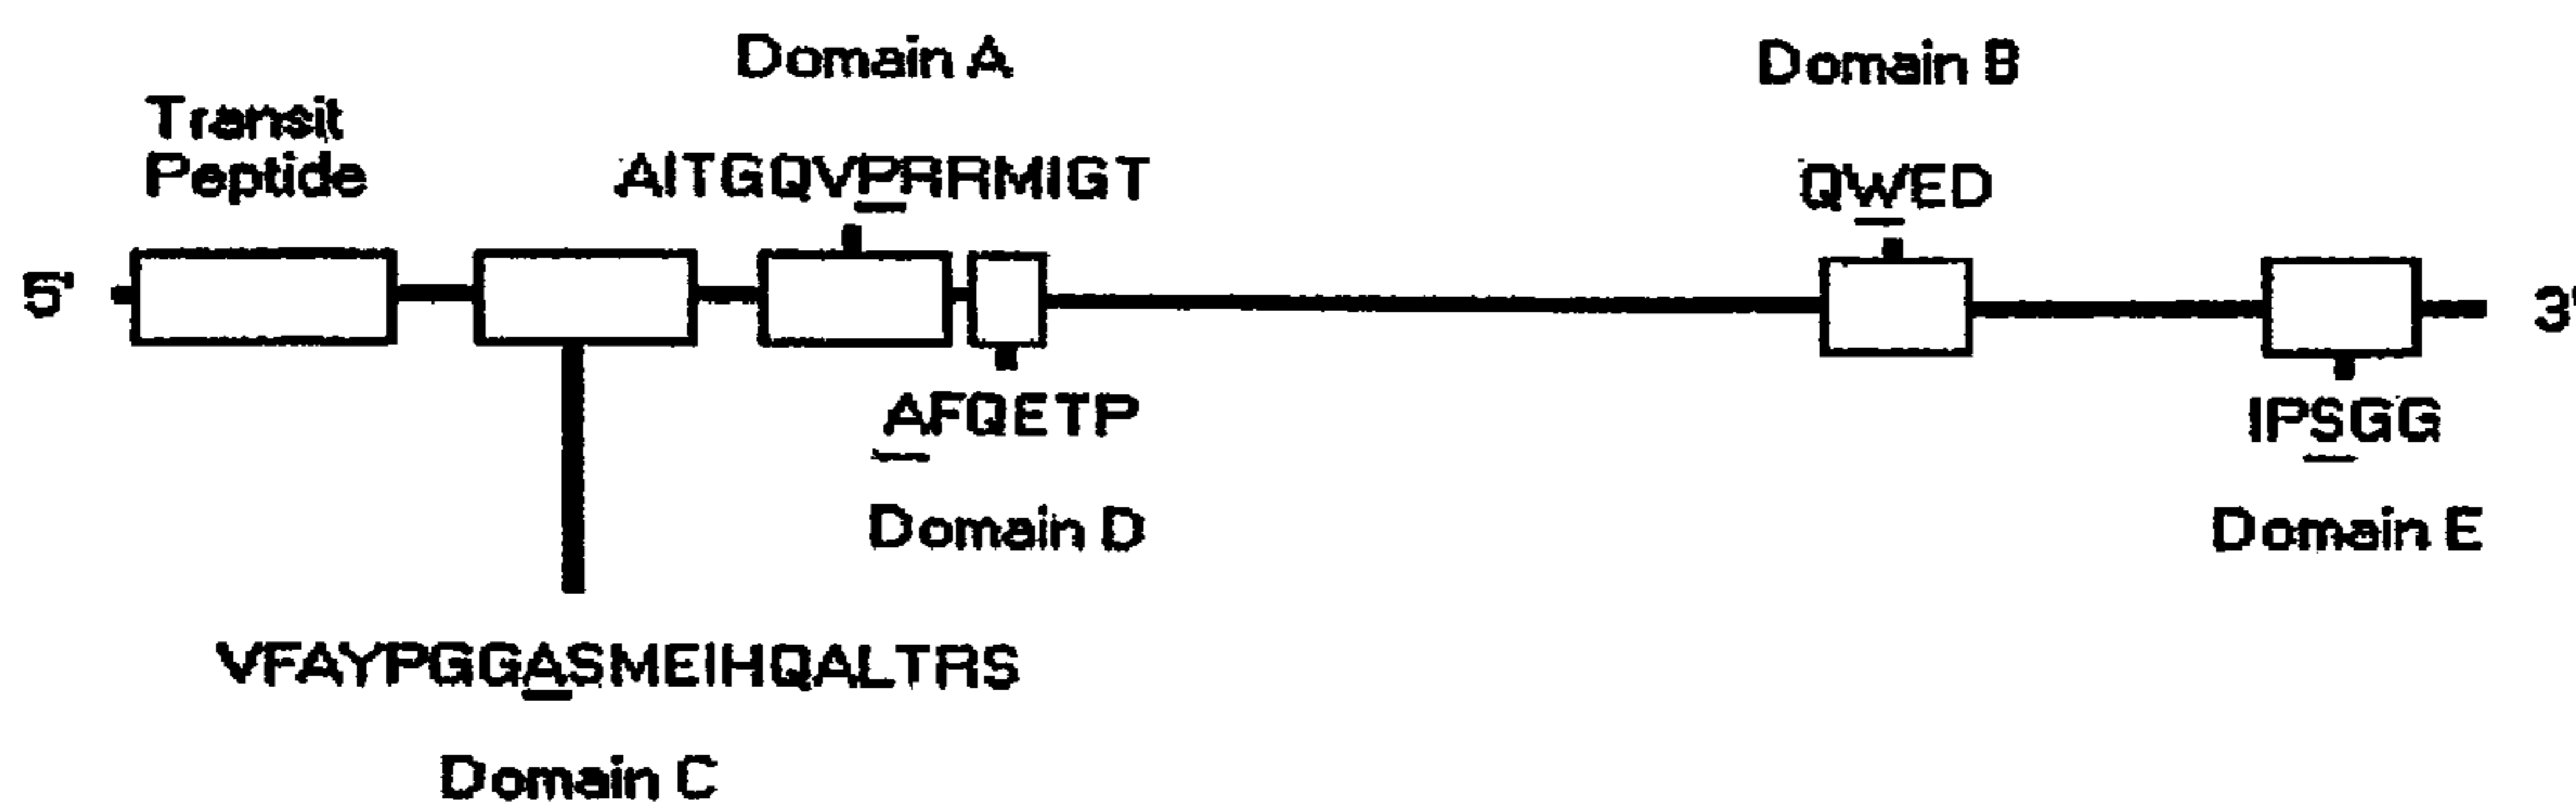 Domain A
Domain B
Transit
Peptide
AITGQVPRRMIGT
QWED
5'
3'
AFQETP
IPSGG
Domain D
Domain E
VFAYPGGASMEIHQALTRS
Domain C